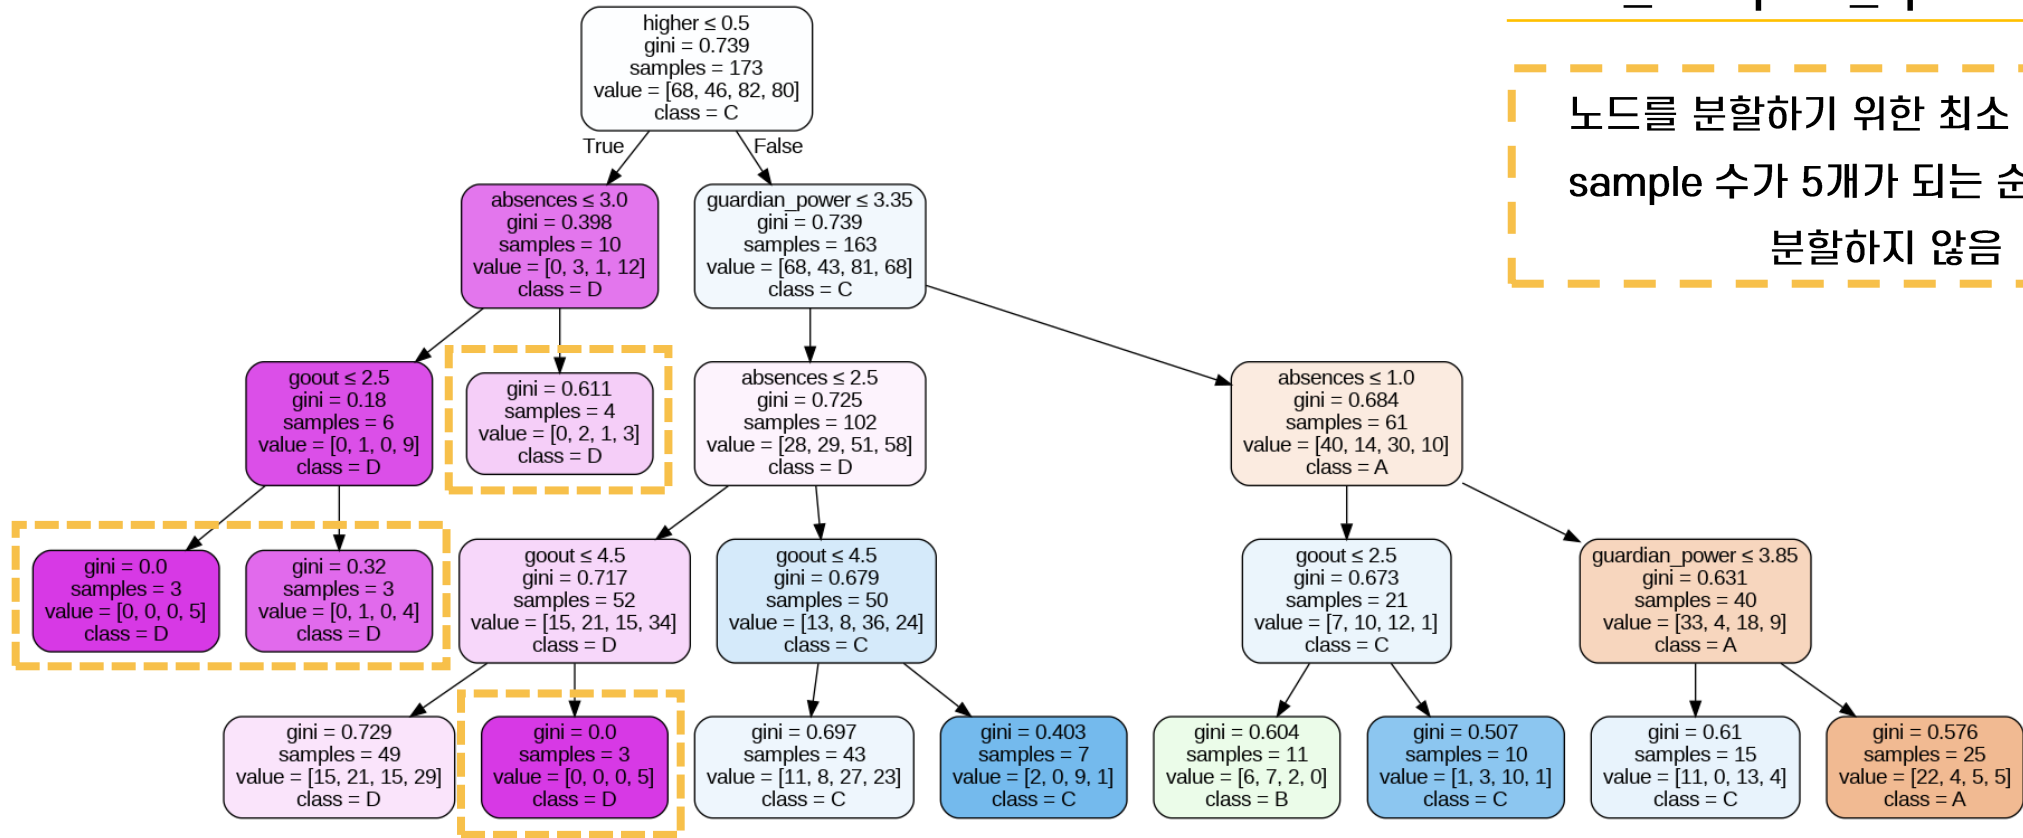 higher ≤ 0.5
gini = 0.739
samples = 173
value = [68, 46, 82, 80]
class = C
True
False
absences ≤ 3.0
gini = 0.398
samples = 10
value = [0, 3, 1, 12]
class = D
guardian_power ≤ 3.35
gini = 0.739
samples = 163
value = [68, 43, 81, 68]
class = C
노드를 분할하기 위한 최소
sample 수가 5개가 되는
분할하지 않음
goout ≤ 2.5
gini = 0.18
samples = 6
value = [0, 1, 0, 9]
class = D
gini = 0.611
samples = 4
value = [0, 2, 1, 3]
class = D
absences ≤ 2.5
gini = 0.725
samples = 102
value = [28, 29, 51, 58]
class = D
absences ≤ 1.0
gini = 0.684
samples = 61
value = [40, 14, 30, 10]
class = A
gini = 0.0
samples = 3
value = [0, 0, 0, 5]
class = D
gini = 0.32
samples = 3
value = [0, 1, 0, 4]
class = D
goout ≤ 4.5
gini = 0.717
samples = 52
value = [15, 21, 15, 34]
class = D
goout ≤ 4.5
gini = 0.679
samples = 50
value = [13, 8, 36, 24]
class = C
goout ≤ 2.5
gini = 0.673
samples = 21
value = [7, 10, 12, 1]
class = C
guardian_power ≤ 3.85
gini = 0.631
samples = 40
value = [33, 4, 18, 9]
class = A
gini = 0.729
samples = 49
value = [15, 21, 15, 29]
class = D
gini = 0.0
samples = 3
value = [0, 0, 0, 5]
class = D
gini = 0.697
samples = 43
value = [11, 8, 27, 23]
class = C
gini = 0.403
samples = 7
value = [2, 0, 9, 1]
class = C
gini = 0.604
samples = 11
value = [6, 7, 2, 0]
class = B
gini = 0.507
samples = 10
value = [1, 3, 10, 1]
class = C
gini = 0.61
samples = 15
value = [11, 0, 13, 4]
class = C
gini = 0.576
samples = 25
value = [22, 4, 5, 5]
class = A